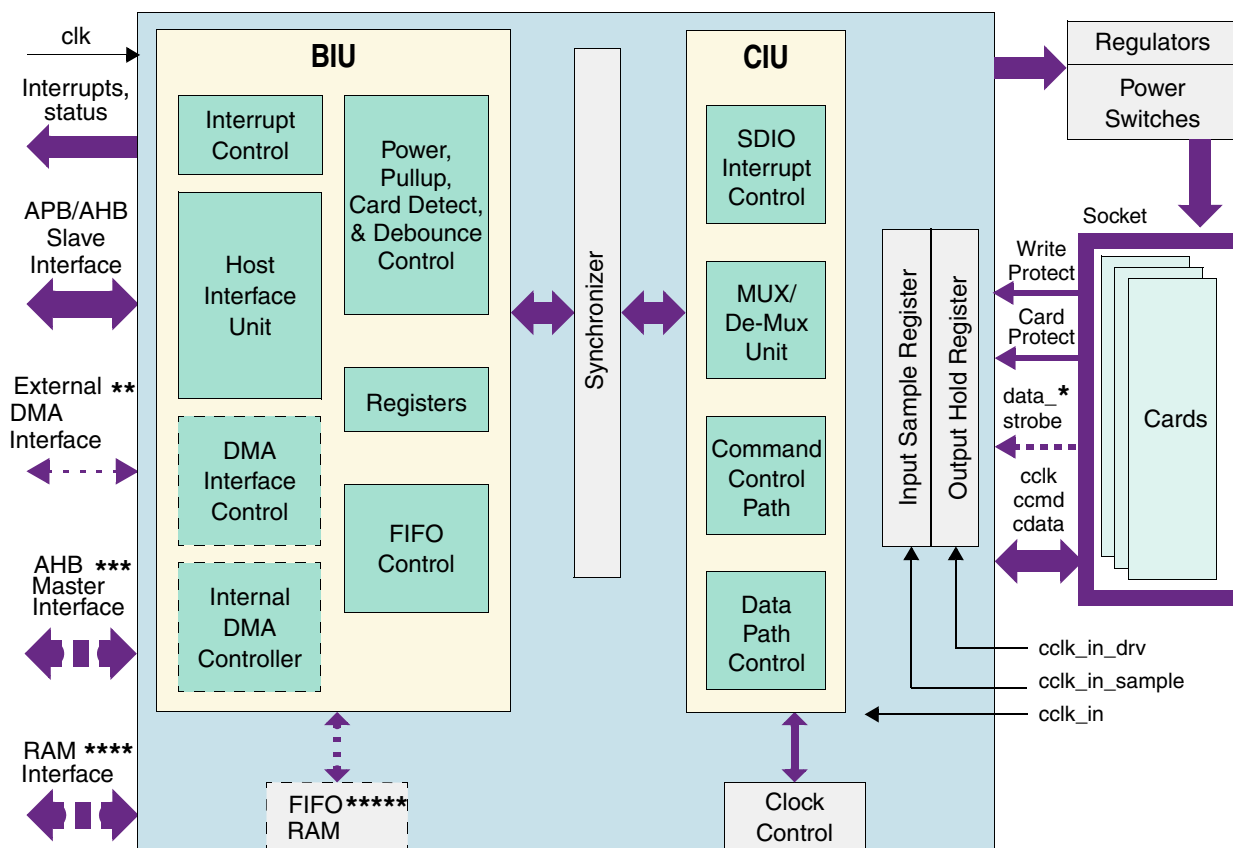 clk
Interrupts,
status
APB/AHB
Slave
Interface
External **
DMA
Interface
AHB ***
Master
Interface
RAM ****
Interface
BIU
Interrupt
Control
Host
Interface
Unit
DMA
Interface
Control
Internal
DMA
Controller
Power,
Pullup,
Card Detect,
& Debounce
Control
Registers
FIFO
Control
FIFO *****
RAM
Synchronizer
CIU
SDIO
Interrupt
Control
MUX/
De-Mux
Unit
Command
Control
Path
Data
Path
Control
Clock
Control
Input Sample Register
Output Hold Register
Regulators
Power
Switches
Socket
Write
Protect
Card
Protect
data_*
strobe
cclk
ccmd
cdata
Cards
cclk_in_drv
cclk_in_sample
cclk_in